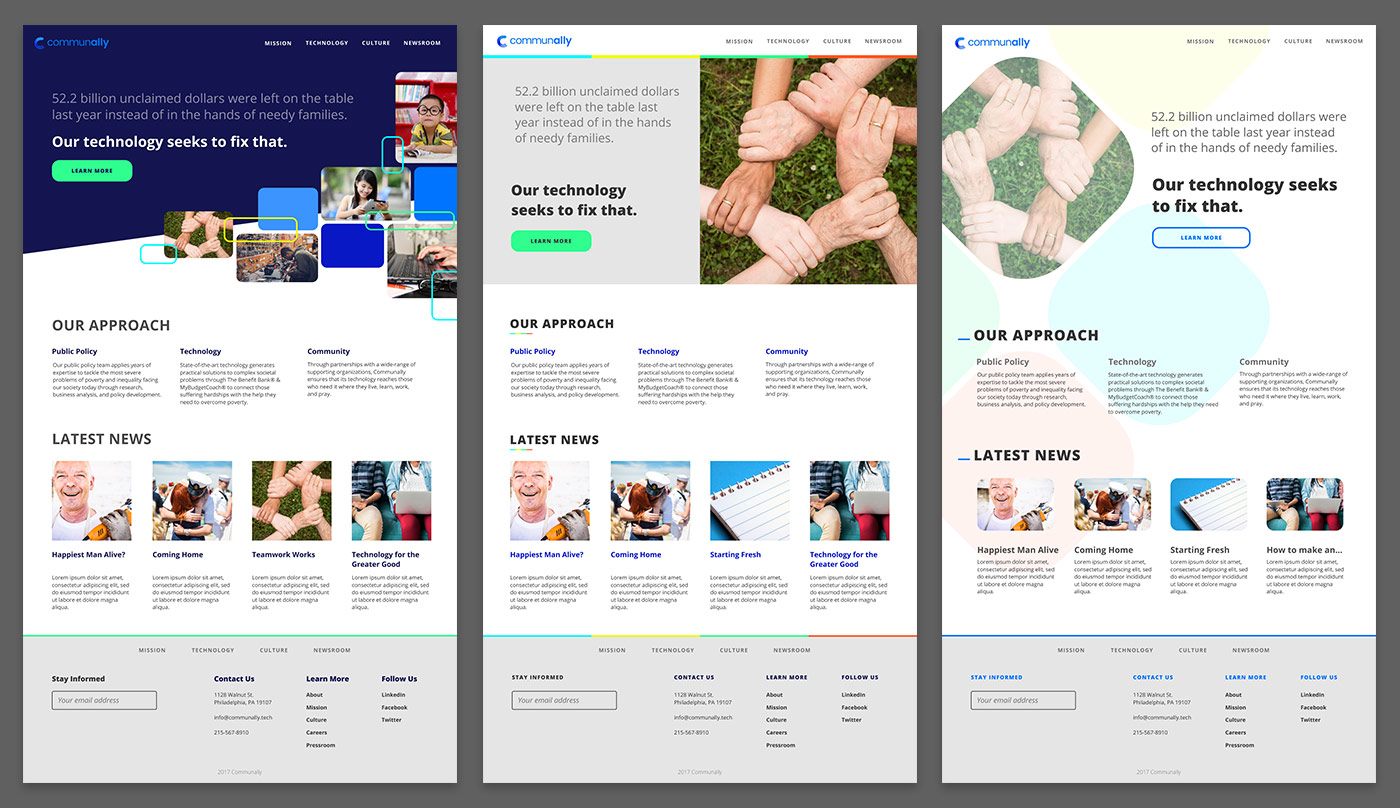 communally
MISSION TECHNOLOGY CULTURE NEWSROOM
52.2 billion unclaimed dollars were left on the table
last year instead of in the hands of needy families.
Our technology seeks to fix that.
LEARN MORE
OUR APPROACH
Public Policy
Our public policy team applies years of
expertise to tackle the most severe
problems of poverty and inequality facing
our society today through research,
business analysis, and policy development.
Technology
State-of-the-art technology generates
practical solutions to complex societal
problems through The Benefit Bank® &
MyBudgetCoach® to connect those
suffering hardships with the help they
need to overcome poverty.
Community
Through partnerships with a wide-range of
supporting organizations, Communally
ensures that its technology reaches those
who need it where they live, learn, work,
and pray.
LATEST NEWS
Happiest Man Alive?
Lorem ipsum dolor sit amet,
consectetur adipiscing elit, sed
do eiusmod tempor incididunt
ut labore et dolore magna
aliqua.
Coming Home
Lorem ipsum dolor sit amet,
consectetur adipiscing elit, sed
do eiusmod tempor incididunt
ut labore et dolore magna
aliqua.
Teamwork Works
Lorem ipsum dolor sit amet,
consectetur adipiscing elit, sed
do eiusmod tempor incididunt
ut labore et dolore magna
aliqua.
Technology for the
Greater Good
Lorem ipsum dolor sit amet,
consectetur adipiscing elit, sed
do eiusmod tempor incididunt
ut labore et dolore magna
aliqua.
MISSION TECHNOLOGY CULTURE NEWSROOM
Stay Informed
Your email address
Contact Us
1128 Walnut St.
Philadelphia, PA 19107
info@communally.tech
215-567-8910
Learn More
About
Mission
Culture
Careers
Pressroom
Follow Us
LinkedIn
Facebook
Twitter
2017 Communally
communally
MISSION TECHNOLOGY CULTURE NEWSROOM
52.2 billion unclaimed dollars
were left on the table last
year instead of in the hands
of needy families.
Our technology
seeks to fix that.
LEARN MORE
OUR APPROACH
Public Policy
Our public policy team applies years of
expertise to tackle the most severe
problems of poverty and inequality facing
our society today through research,
business analysis, and policy development.
Technology
State-of-the-art technology generates
practical solutions to complex societal
problems through The Benefit Bank® &
MyBudgetCoach® to connect those
suffering hardships with the help they
need to overcome poverty.
Community
Through partnerships with a wide-range of
supporting organizations, Communally
ensures that its technology reaches those
who need it where they live, learn, work,
and pray.
LATEST NEWS
Happiest Man Alive?
Lorem ipsum dolor sit amet,
consectetur adipiscing elit, sed
do eiusmod tempor incididunt
ut labore et dolore magna
aliqua.
Coming Home
Lorem ipsum dolor sit amet,
consectetur adipiscing elit, sed
do eiusmod tempor incididunt
ut labore et dolore magna
aliqua.
Starting Fresh
Lorem ipsum dolor sit amet,
consectetur adipiscing elit, sed
do eiusmod tempor incididunt
ut labore et dolore magna
aliqua.
Technology for the
Greater Good
Lorem ipsum dolor sit amet,
consectetur adipiscing elit, sed
do eiusmod tempor incididunt
ut labore et dolore magna
aliqua.
MISSION TECHNOLOGY CULTURE NEWSROOM
STAY INFORMED
Your email address
CONTACT US
1128 Walnut St.
Philadelphia, PA 19107
info@communally.tech
215-567-8910
LEARN MORE
About
Mission
Culture
Careers
Pressroom
FOLLOW US
LinkedIn
Facebook
Twitter
2017 Communally
communally
MISSION TECHNOLOGY CULTURE NEWSROOM
52.2 billion unclaimed dollars were
left on the table last year instead
of in the hands of needy families.
Our technology seeks
to fix that.
LEARN MORE
OUR APPROACH
Public Policy
Our public policy team applies years of
expertise to tackle the most severe
problems of poverty and inequality facing
our society today through research,
business analysis, and policy development.
Technology
State-of-the-art technology generates
practical solutions to complex societal
problems through The Benefit Bank® &
MyBudgetCoach® to connect those
suffering hardships with the help they need
to overcome poverty.
Community
Through partnerships with a wide-range of
supporting organizations, Communally
ensures that its technology reaches those
who need it where they live, learn, work,
and pray.
LATEST NEWS
Happiest Man Alive
Lorem ipsum dolor sit amet,
consectetur adipiscing elit, sed
do eiusmod tempor incididunt
ut labore et dolore magna
aliqua.
Coming Home
Lorem ipsum dolor sit amet,
consectetur adipiscing elit, sed
do eiusmod tempor incididunt
ut labore et dolore magna
aliqua.
Starting Fresh
Lorem ipsum dolor sit amet,
consectetur adipiscing elit, sed
do eiusmod tempor incididunt
ut labore et dolore magna
aliqua.
How to make an...
Lorem ipsum dolor sit amet,
consectetur adipiscing elit, sed
do eiusmod tempor incididunt
ut labore et dolore magna
aliqua.
MISSION TECHNOLOGY CULTURE NEWSROOM
STAY INFORMED
Your email address
CONTACT US
1128 Walnut St.
Philadelphia, PA 19107
info@communally.tech
215-567-8910
LEARN MORE
About
Mission
Culture
Careers
Pressroom
FOLLOW US
LinkedIn
Facebook
Twitter
2017 Communally